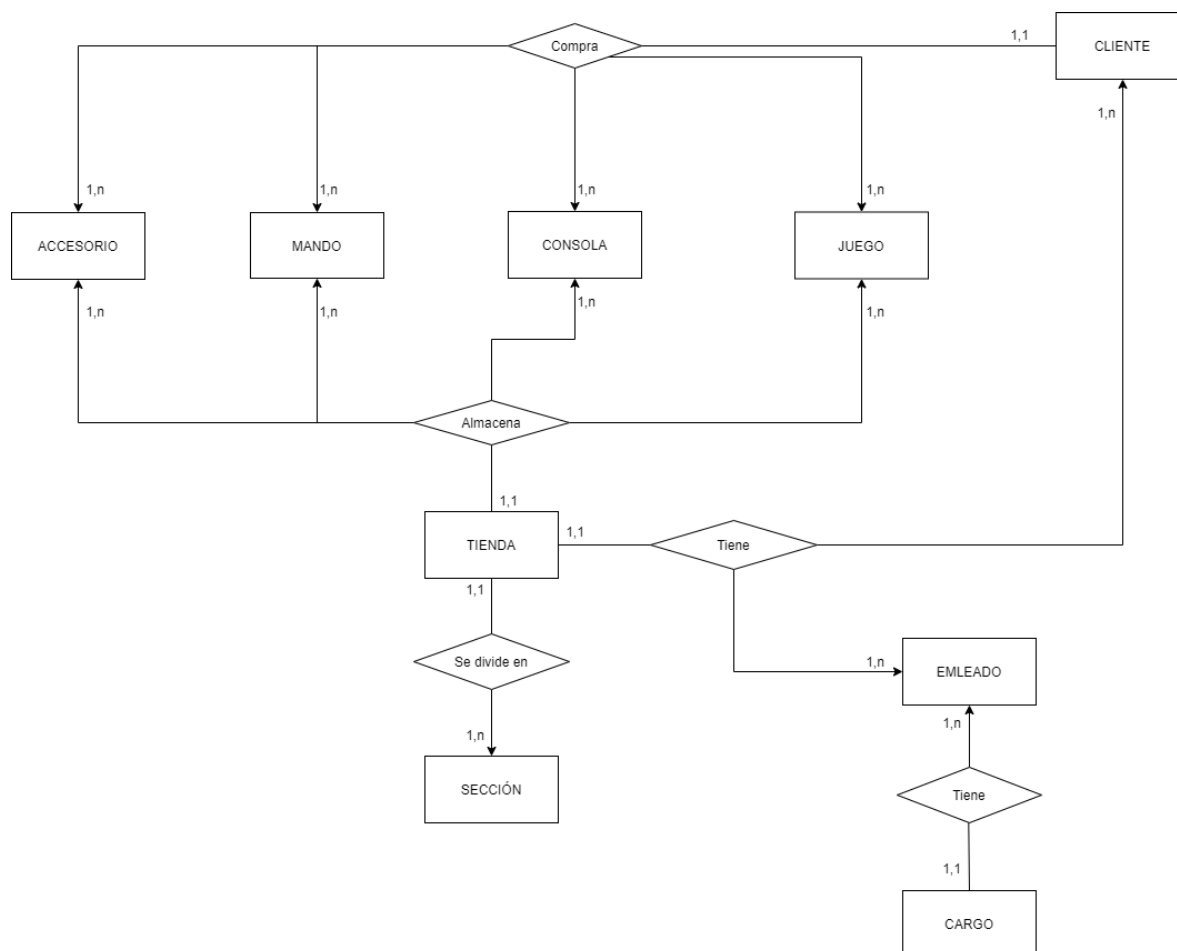 Compra
1,1
CLIENTE
1,n
1,n
1,n
1,n
1,n
ACCESORIO
MANDO
CONSOLA
JUEGO
1,n
1,n
1,n
1,n
Almacena
1,1
TIENDA
1,1
Tiene
1,1
Se divide en
1,n
EMLEADO
1,n
1,n
SECCIÓN
Tiene
1,1
CARGO